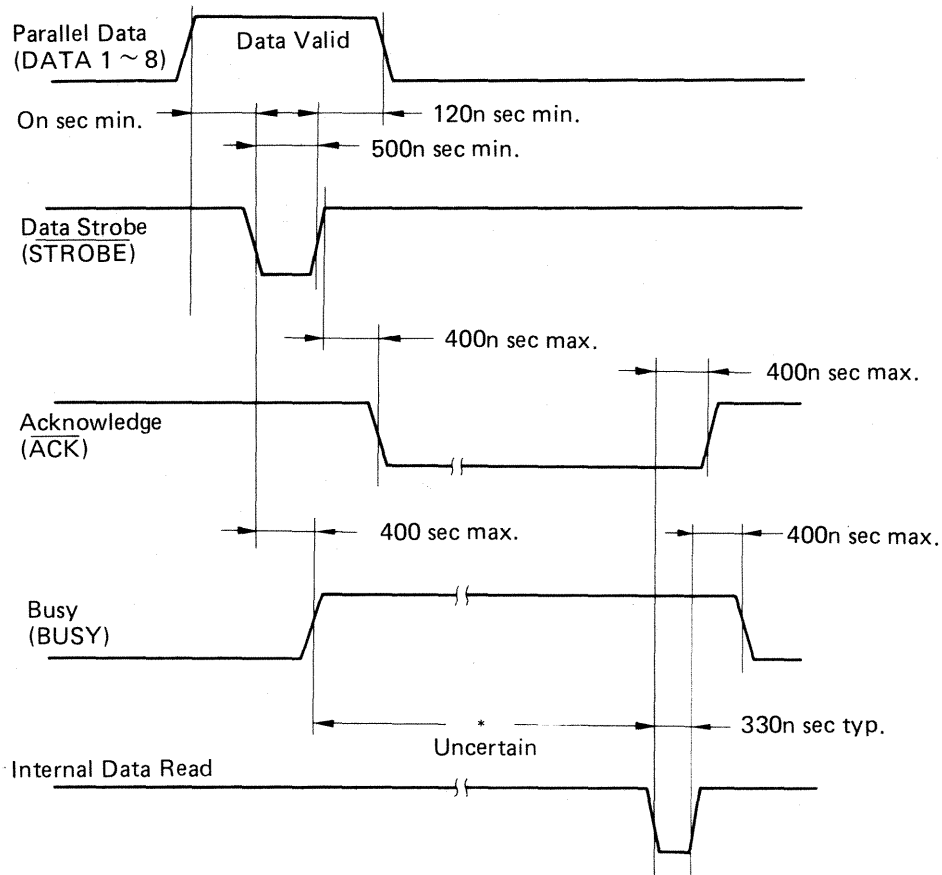 Parallel Data
(DATA 1 ~ 8)
Data Valid
On sec min.
120n sec min.
500n sec min.
Data Strobe
(STROBE)
400n sec max.
400n sec max.
Acknowledge
(ACK)
400 sec max.
400n sec max.
Busy
(BUSY)
*
Uncertain
330n sec typ.
Internal Data Read